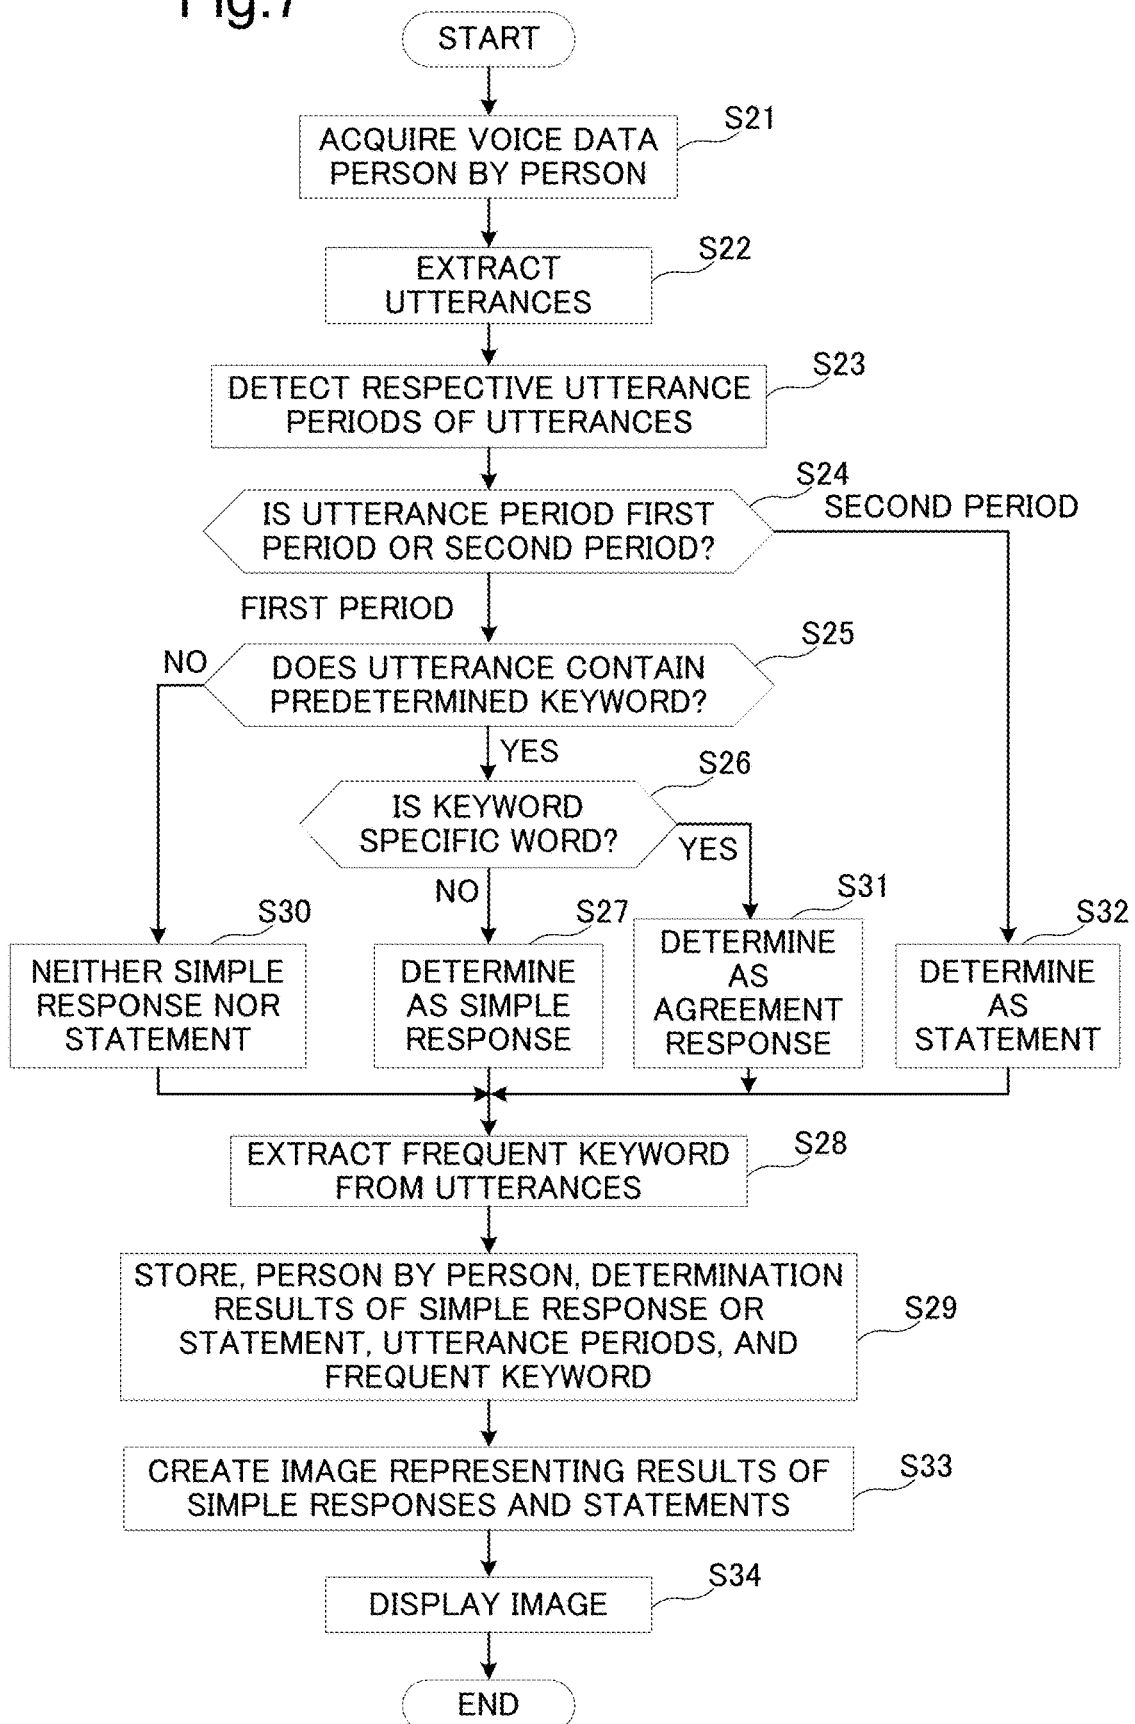 Fig.7
START
S21
ACQUIRE VOICE DATA
PERSON BY PERSON
S22
EXTRACT
UTTERANCES
S23
DETECT RESPECTIVE UTTERANCE
PERIODS OF UTTERANCES
S24
SECOND PERIOD
IS UTTERANCE PERIOD FIRST
PERIOD OR SECOND PERIOD?
FIRST PERIOD
S25
NO
DOES UTTERANCE CONTAIN
PREDETERMINED KEYWORD?
YES
S26
IS KEYWORD
SPECIFIC WORD?
YES
NO
S30
NEITHER SIMPLE
RESPONSE NOR
STATEMENT
S27
DETERMINE
AS SIMPLE
RESPONSE
S31
DETERMINE
AS
AGREEMENT
RESPONSE
S32
DETERMINE
AS
STATEMENT
S28
EXTRACT FREQUENT KEYWORD
FROM UTTERANCES
S29
STORE, PERSON BY PERSON, DETERMINATION
RESULTS OF SIMPLE RESPONSE OR
STATEMENT, UTTERANCE PERIODS, AND
FREQUENT KEYWORD
S33
CREATE IMAGE REPRESENTING RESULTS OF
SIMPLE RESPONSES AND STATEMENTS
S34
DISPLAY IMAGE
END